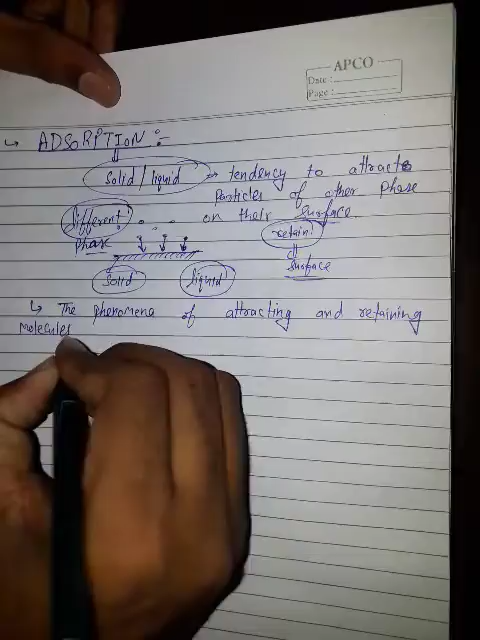 APCO
Date :
Page :
↳ ADSORPTION :-
Solid / liquid → tendency to attracts
particles of other phase
different! on their surface.
phase retain!
surface
solid liquid
↳ The phenomena of attracting and retaining
molecules